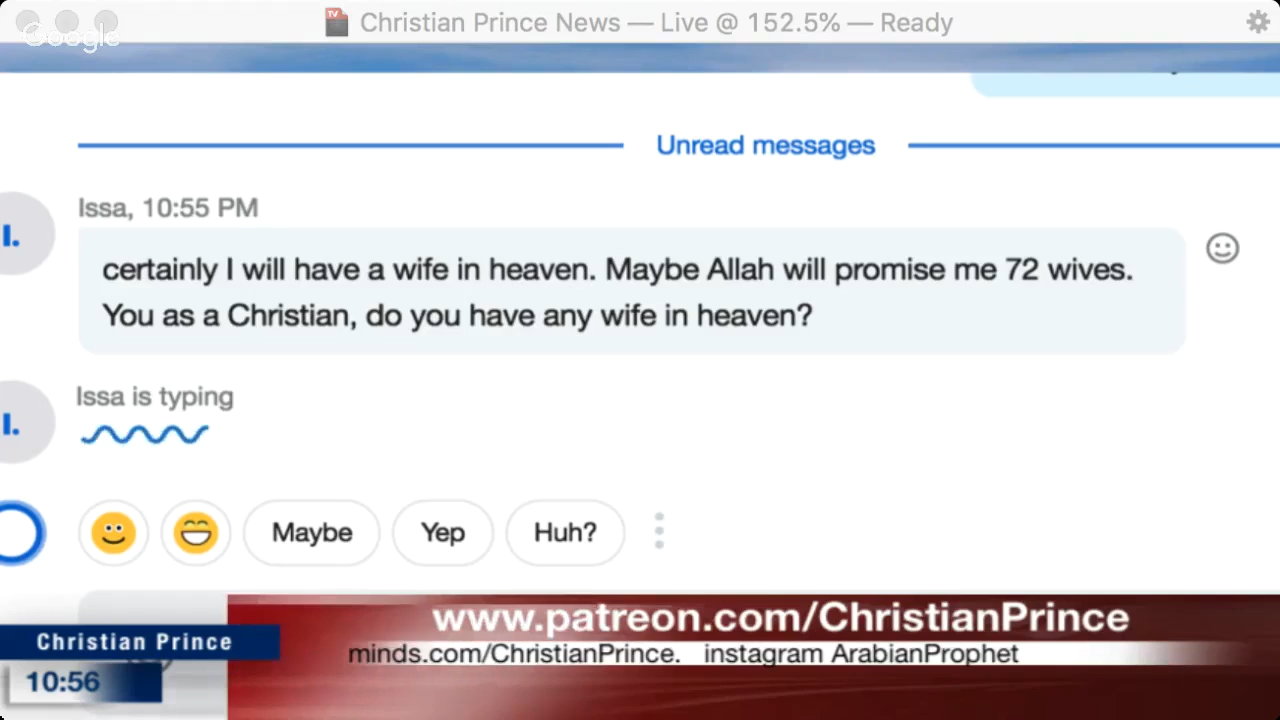 Christian Prince News — Live @ 152.5% — Ready
Google
Unread messages
Issa, 10:55 PM
I.
certainly I will have a wife in heaven. Maybe Allah will promise me 72 wives.
You as a Christian, do you have any wife in heaven?
Issa is typing
I.
Maybe
Yep
Huh?
www.patreon.com/ChristianPrince
Christian Prince
minds.com/ChristianPrince. instagram ArabianProphet
10:56